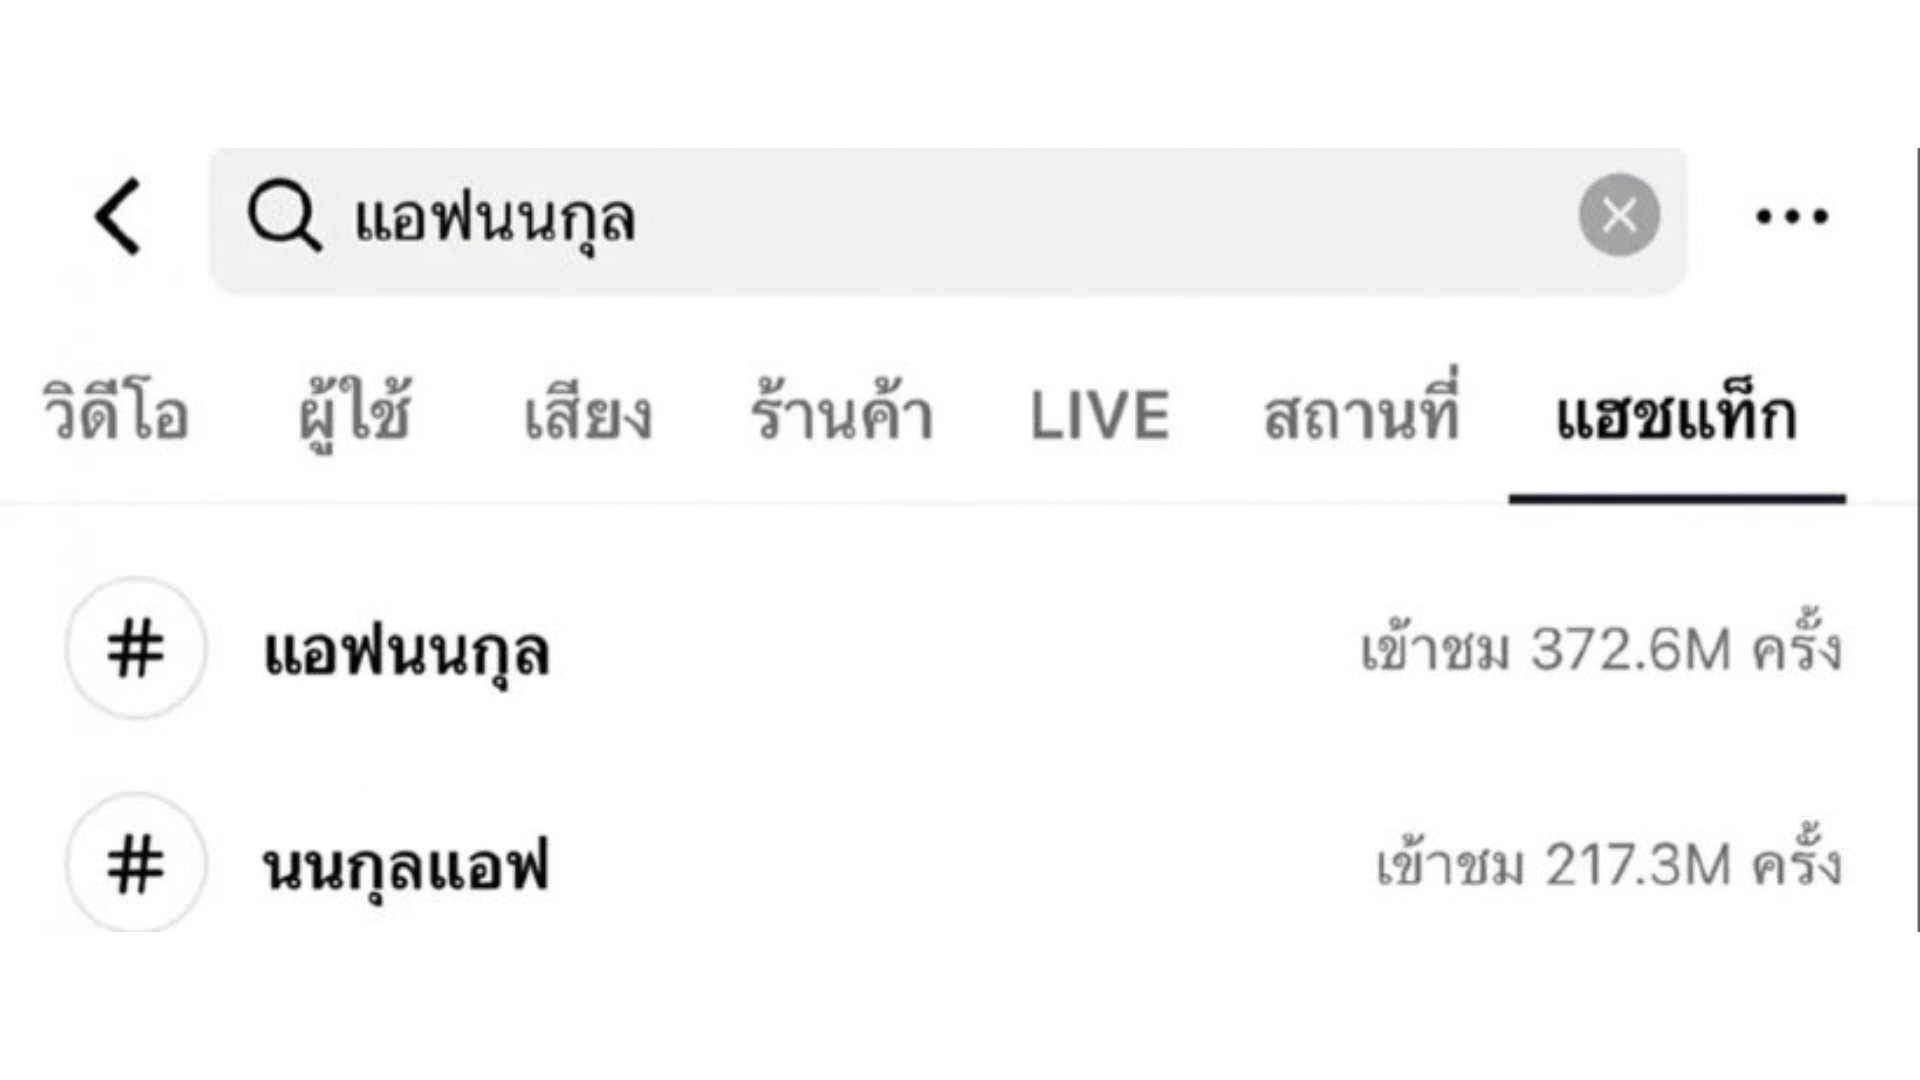 แอฟนนกุล
วิดีโอ ผู้ใช้ เสียง ร้านค้า LIVE สถานที่ แฮชแท็ก
# แอฟนนกุล เข้าชม 372.6M ครั้ง
# นนกุลแอฟ เข้าชม 217.3M ครั้ง